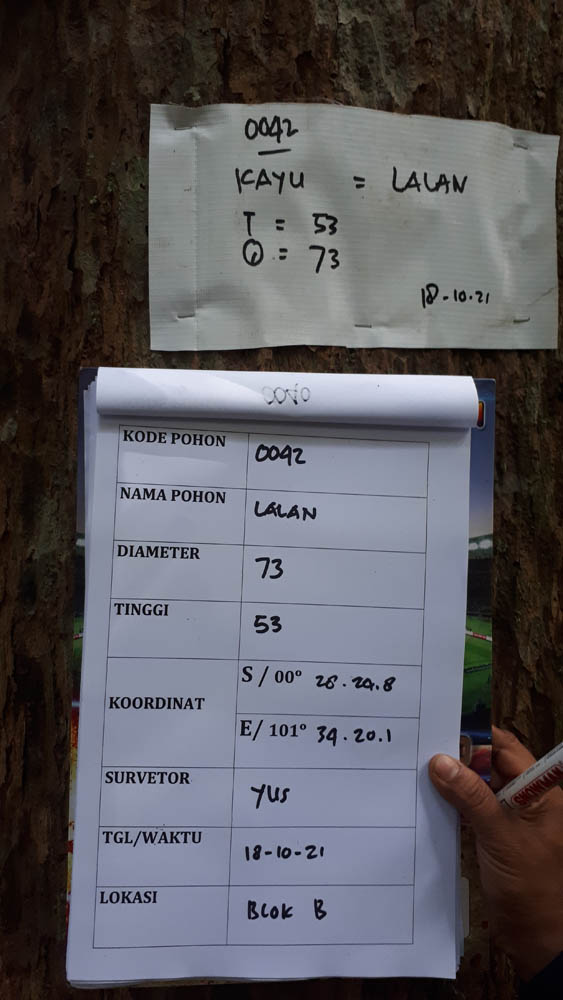 0042
KAYU = LALAN
T = 53
Ø = 73
18-10-21
KODE POHON 0042
NAMA POHON LALAN
DIAMETER 73
TINGGI 53
KOORDINAT
S / 00° 28.24.8
E/ 101° 34.20.1
SURVETOR YUS
TGL/WAKTU 18-10-21
LOKASI BLOK B
SNOWMAN